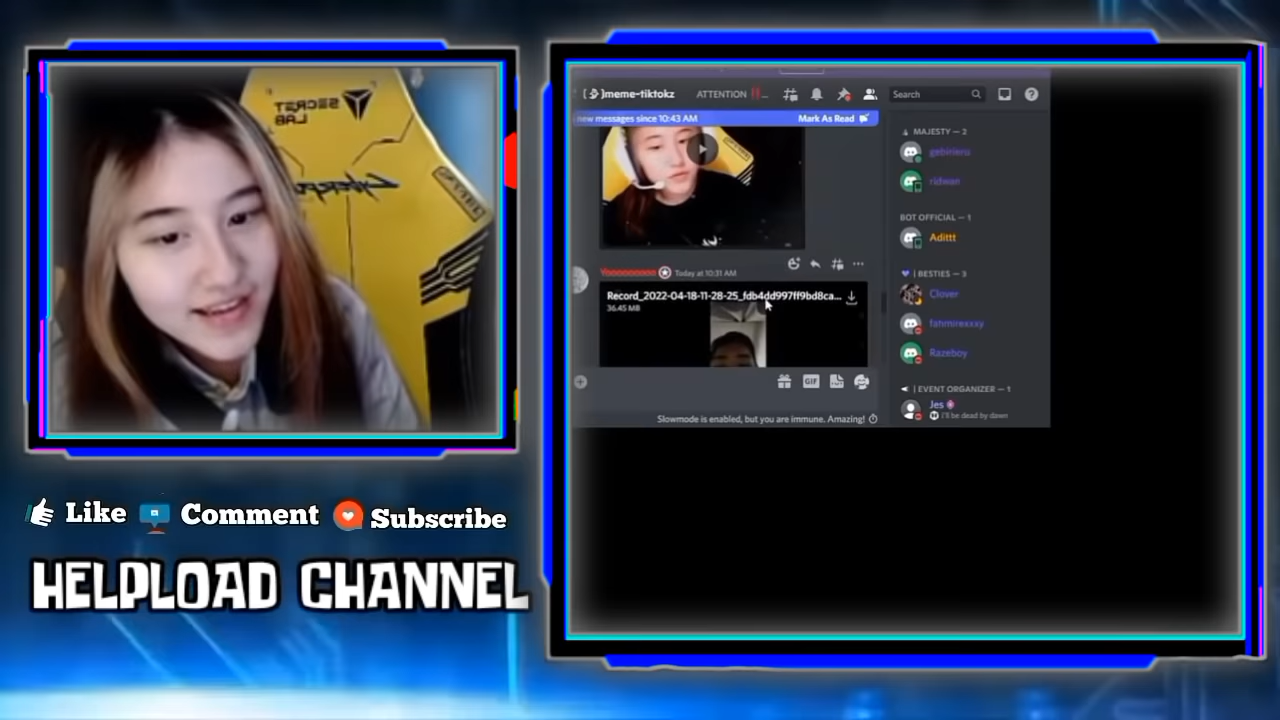 SECRET
LAB
Like
Comment
Subscribe
HELPLOAD CHANNEL
meme-tiktokz
ATTENTION ‼️...
Search
new messages since 10:43 AM
Mark As Read
Yoooooooooo
Today at 10:31 AM
Record_2022-04-18-11-28-25_fdb4dd997ff9bd8ca...
36.45 MB
GIF
Slowmode is enabled, but you are immune. Amazing!
MAJESTY — 2
gebiniero
ridwan
BOT OFFICIAL — 1
Adittt
BESTIES — 3
Clover
fahmirexxxy
Razeboy
EVENT ORGANIZER — 1
Jes
i'll be dead by dawn